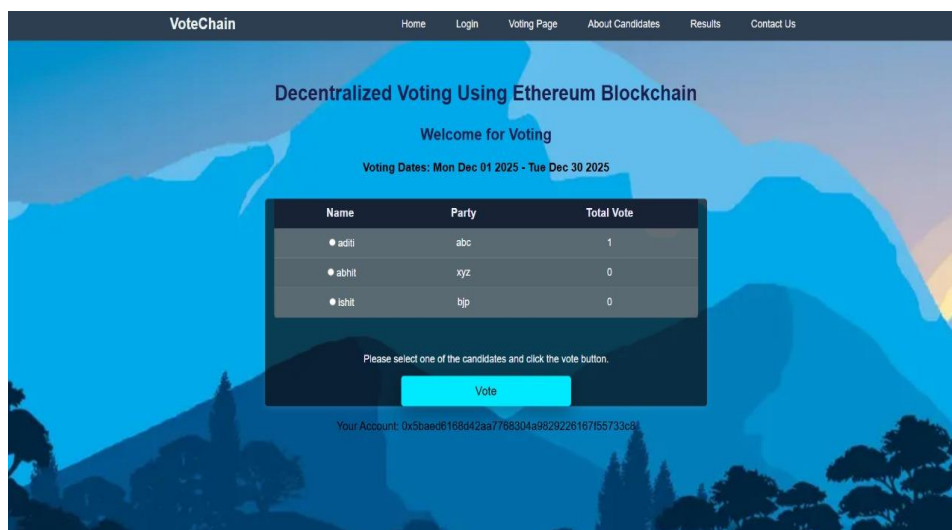 VoteChain Home Login Voting Page About Candidates Results Contact Us
Decentralized Voting Using Ethereum Blockchain
Welcome for Voting
Voting Dates: Mon Dec 01 2025 - Tue Dec 30 2025
Name Party Total Vote
aditi abc 1
abhit xyz 0
ishit bjp 0
Please select one of the candidates and click the vote button.
Vote
Your Account: